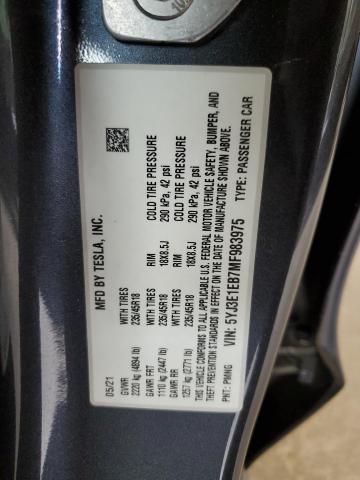 MFD BY TESLA, INC.
05/21
GVWR
2220 kg (4894 lb)
GAWR FRT
1110 kg (2447 lb)
WITH TIRES
235/45R18
RIM
18X8.5J
COLD TIRE PRESSURE
290 kPa, 42 psi
GAWR RR
1257 kg (2771 lb)
WITH TIRES
235/45R18
RIM
18X8.5J
COLD TIRE PRESSURE
290 kPa, 42 psi
THIS VEHICLE CONFORMS TO ALL APPLICABLE U.S. FEDERAL MOTOR VEHICLE SAFETY, BUMPER, AND
THEFT PREVENTION STANDARDS IN EFFECT ON THE DATE OF MANUFACTURE SHOWN ABOVE.
VIN: 5YJ3E1EB7MF983975
TYPE: PASSENGER CAR
PNT: PMNG